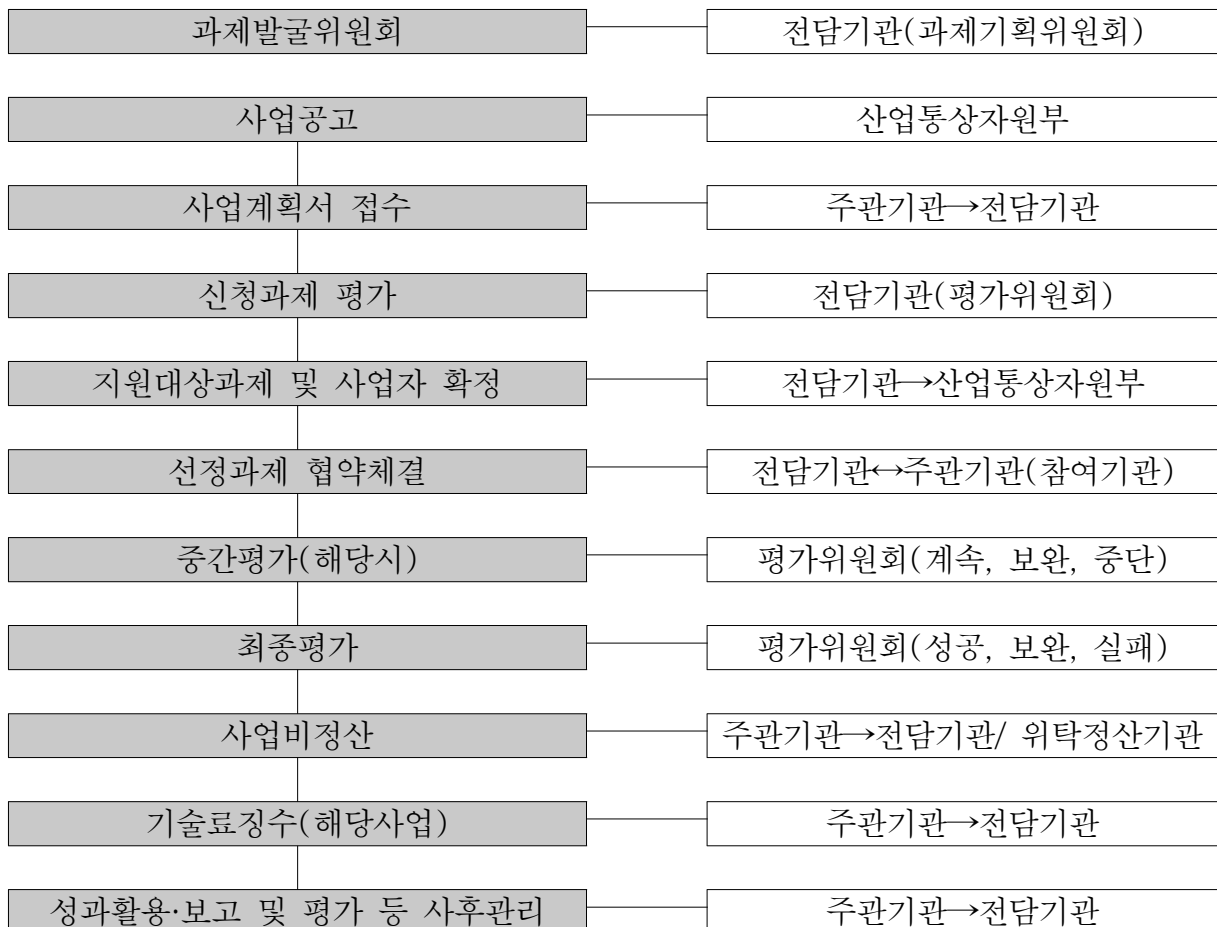 과제발굴위원회 전담기관(과제기획위원회)
사업공고 산업통상자원부
사업계획서 접수 주관기관→전담기관
신청과제 평가 전담기관(평가위원회)
지원대상과제 및 사업자 확정 전담기관→산업통상자원부
선정과제 협약체결 전담기관↔주관기관(참여기관)
중간평가(해당시) 평가위원회(계속, 보완, 중단)
최종평가 평가위원회(성공, 보완, 실패)
사업비정산 주관기관→전담기관/ 위탁정산기관
기술료징수(해당사업) 주관기관→전담기관
성과활용·보고 및 평가 등 사후관리 주관기관→전담기관